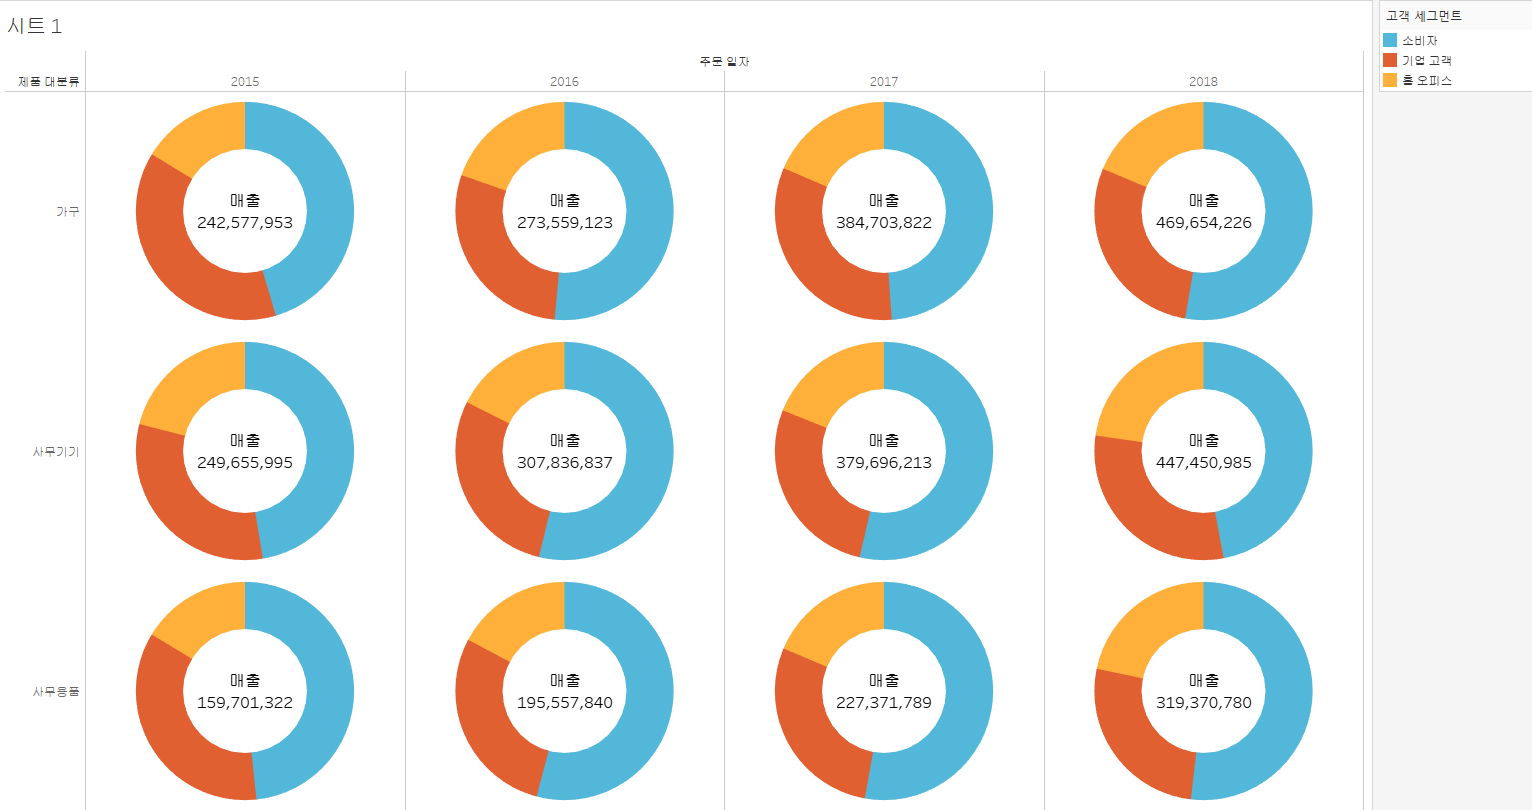 시트 1
주문 일자
제품 대분류
2015
2016
2017
2018
가구
매출
242,577,953
매출
273,559,123
매출
384,703,822
매출
469,654,226
사무기기
매출
249,655,995
매출
307,836,837
매출
379,696,213
매출
447,450,985
사무용품
매출
159,701,322
매출
195,557,840
매출
227,371,789
매출
319,370,780
고객 세그먼트
소비자
기업 고객
홈 오피스